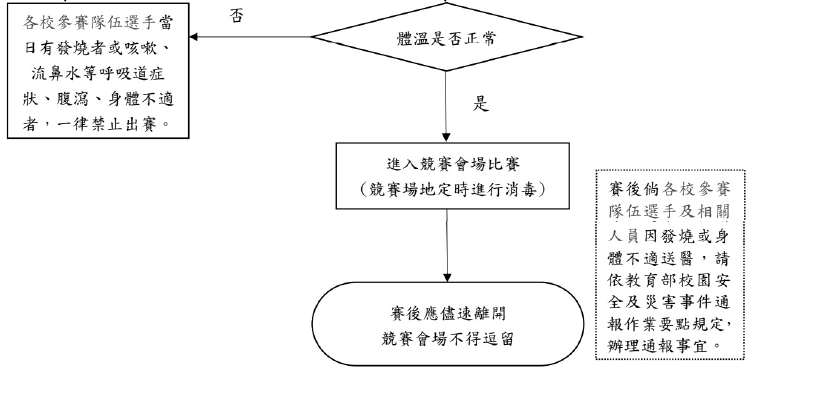 各校參賽隊伍選手當
日有發燒者或咳嗽、
流鼻水等呼吸道症
狀、腹瀉、身體不適
者，一律禁止出賽。
否
體溫是否正常
是
進入競賽會場比賽
（競賽場地定時進行消毒）
賽後應儘速離開
競賽會場不得逗留
賽後倘各校參賽
隊伍選手及相關
人員因發燒或身
體不適送醫，請
依教育部校園安
全及災害事件通
報作業要點規定，
辦理通報事宜。